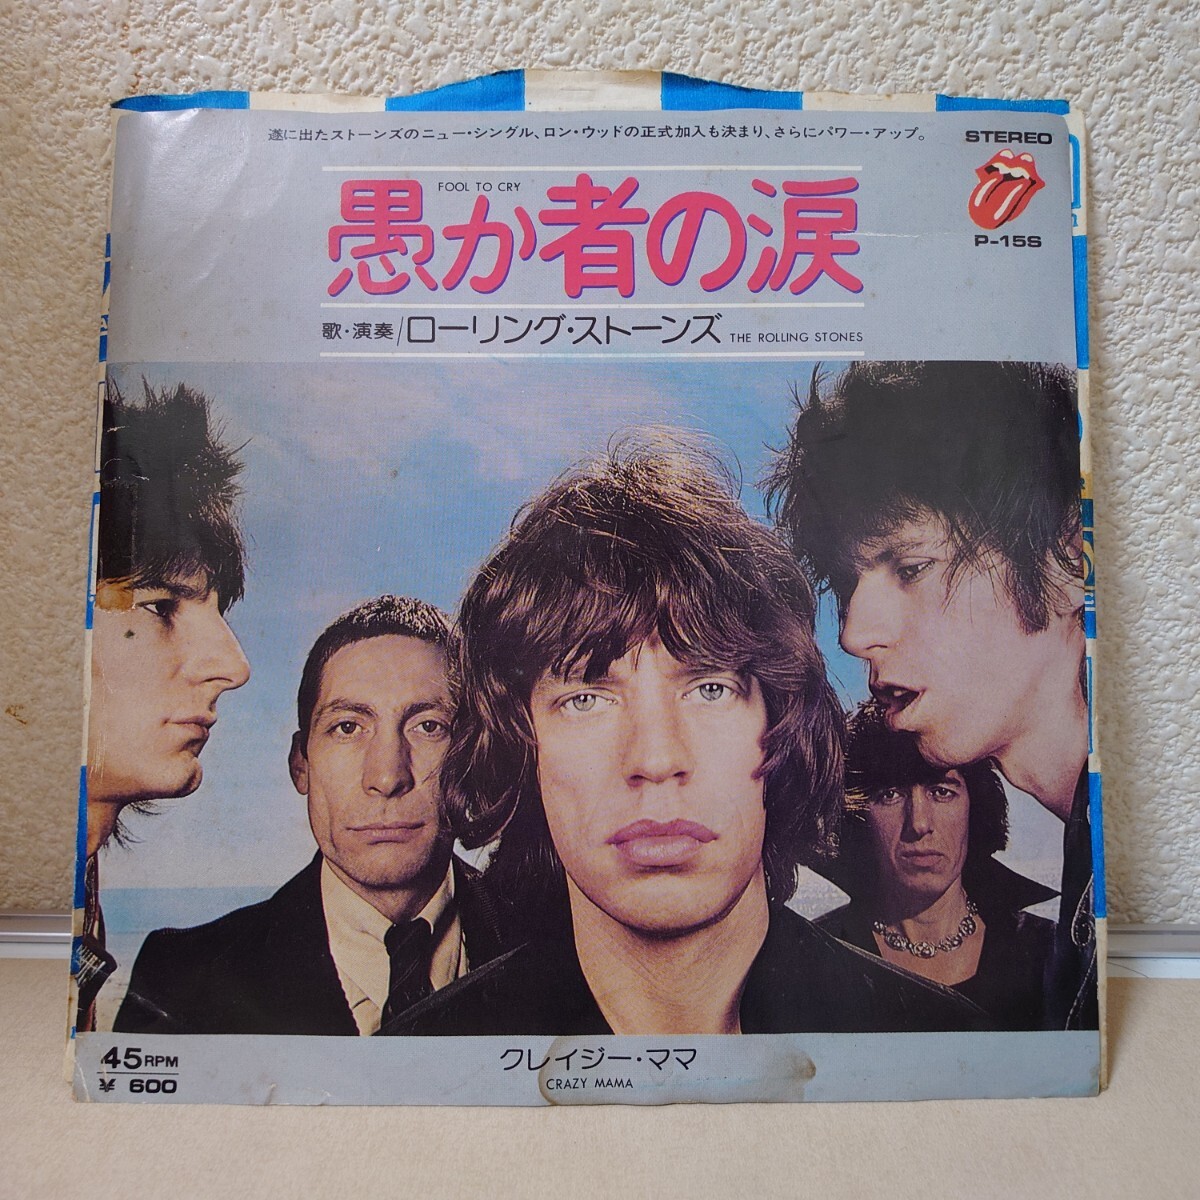 遂に出たストーンズのニュー・シングル、ロン・ウッドの正式加入も決まり、さらにパワー・アップ。
STEREO
P-15S
FOOL TO CRY
愚か者の涙
歌・演奏/ローリング・ストーンズ THE ROLLING STONES
45RPM
¥ 600
クレイジー・ママ
CRAZY MAMA